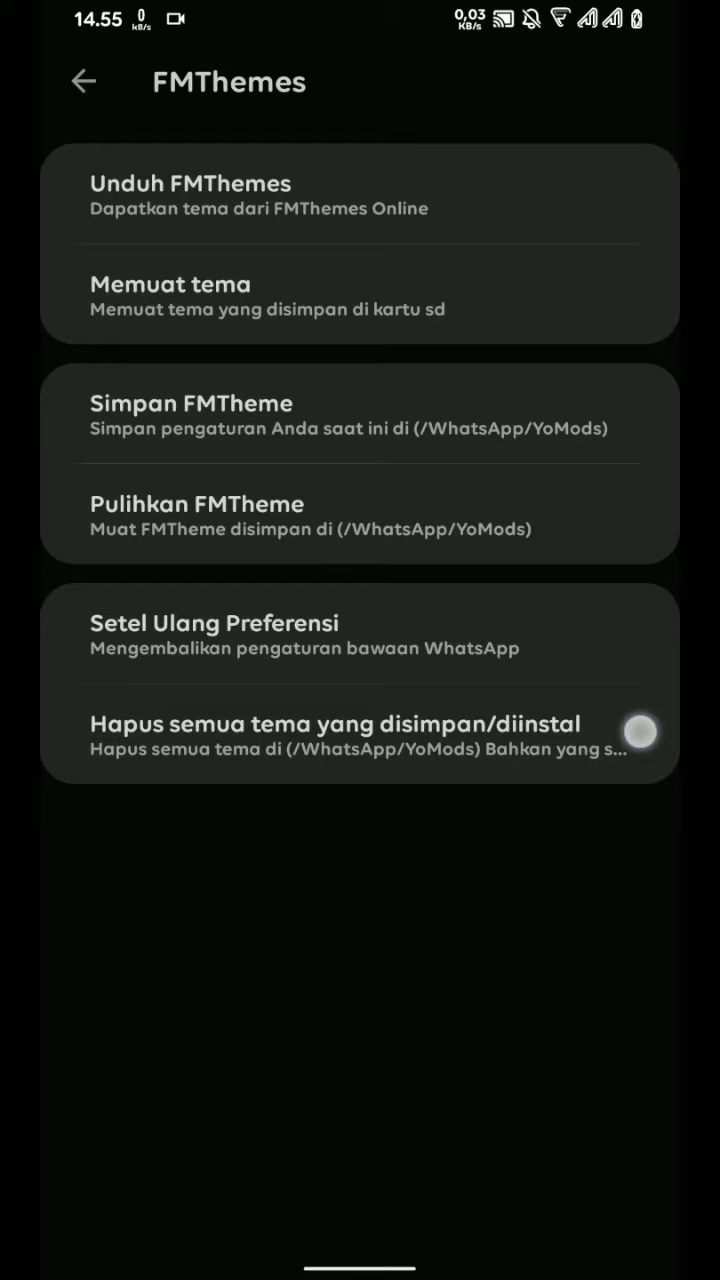 14.55 0 kB/s 0,03 KB/s
FMThemes
Unduh FMThemes
Dapatkan tema dari FMThemes Online
Memuat tema
Memuat tema yang disimpan di kartu sd
Simpan FMTheme
Simpan pengaturan Anda saat ini di (/WhatsApp/YoMods)
Pulihkan FMTheme
Muat FMTheme disimpan di (/WhatsApp/YoMods)
Setel Ulang Preferensi
Mengembalikan pengaturan bawaan WhatsApp
Hapus semua tema yang disimpan/diinstal
Hapus semua tema di (/WhatsApp/YoMods) Bahkan yang s...